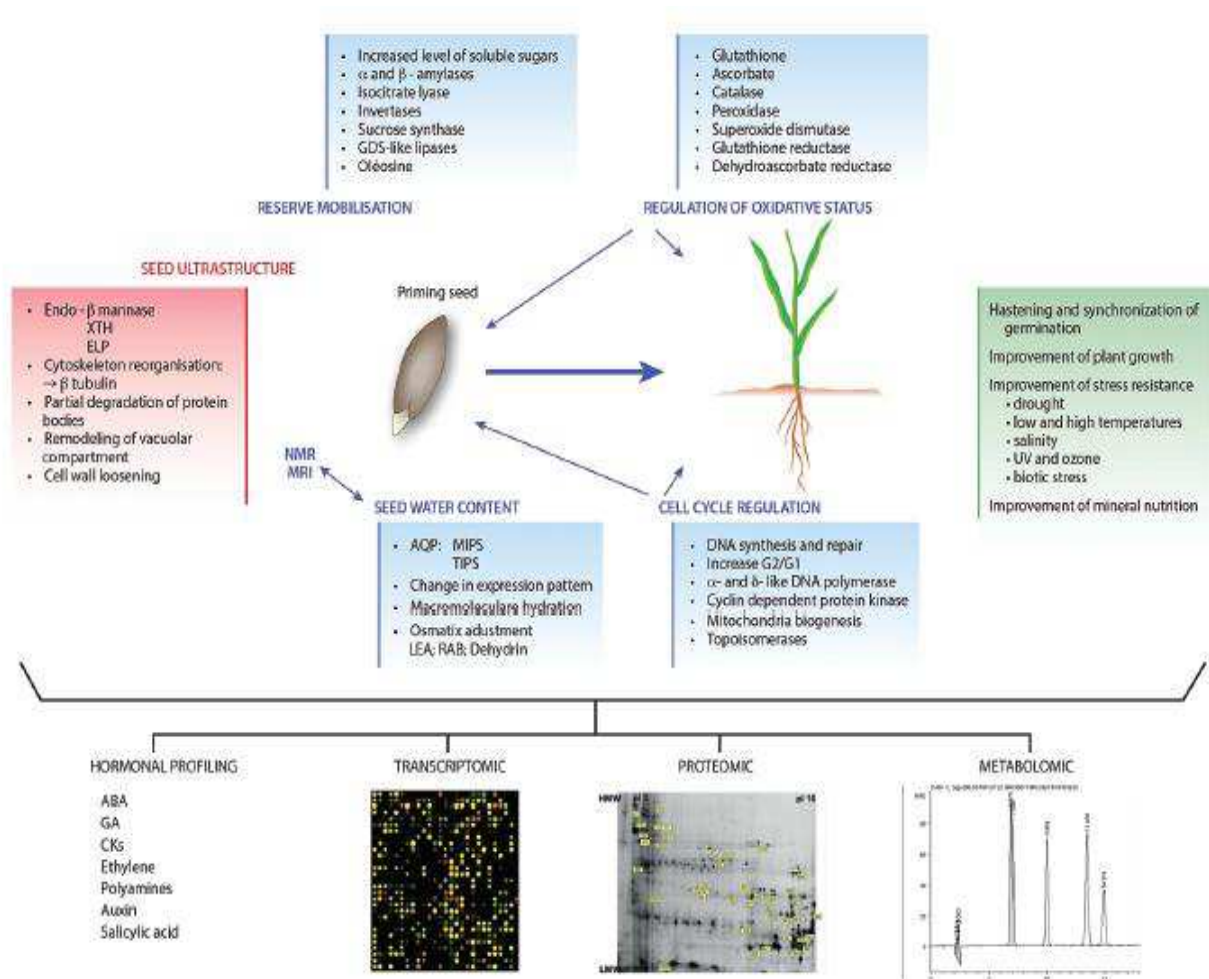 • Increased level of soluble sugars
• α and β - amylases
• Isocitrate lyase
• Invertases
• Sucrose synthase
• GDS-like lipases
• Oléosine
RESERVE MOBILISATION
• Glutathione
• Ascorbate
• Catalase
• Peroxidase
• Superoxide dismutase
• Glutathione reductase
• Dehydroascorbate reductase
REGULATION OF OXIDATIVE STATUS
SEED ULTRASTRUCTURE
• Endo - β mannase
XTH
ELP
• Cytoskeleton reorganisation:
→ β tubulin
• Partial degradation of protein
bodies
• Remodeling of vacuolar
compartment
• Cell wall loosening
Priming seed
Hastening and synchronization of
germination
Improvement of plant growth
Improvement of stress resistance
• drought
• low and high temperatures
• salinity
• UV and ozone
• biotic stress
Improvement of mineral nutrition
NMR
MRI
SEED WATER CONTENT
• AQP: MIPS
TIPS
• Change in expression pattern
• Macromoleculare hydration
• Osmatix adustment
LEA; RAB; Dehydrin
CELL CYCLE REGULATION
• DNA synthesis and repair
• Increase G2/G1
• α- and δ- like DNA polymerase
• Cyclin dependent protein kinase
• Mitochondria biogenesis
• Topoisomerases
HORMONAL PROFILING
ABA
GA
CKs
Ethylene
Polyamines
Auxin
Salicylic acid
TRANSCRIPTOMIC
PROTEOMIC
HMW
pI 10
METABOLOMIC